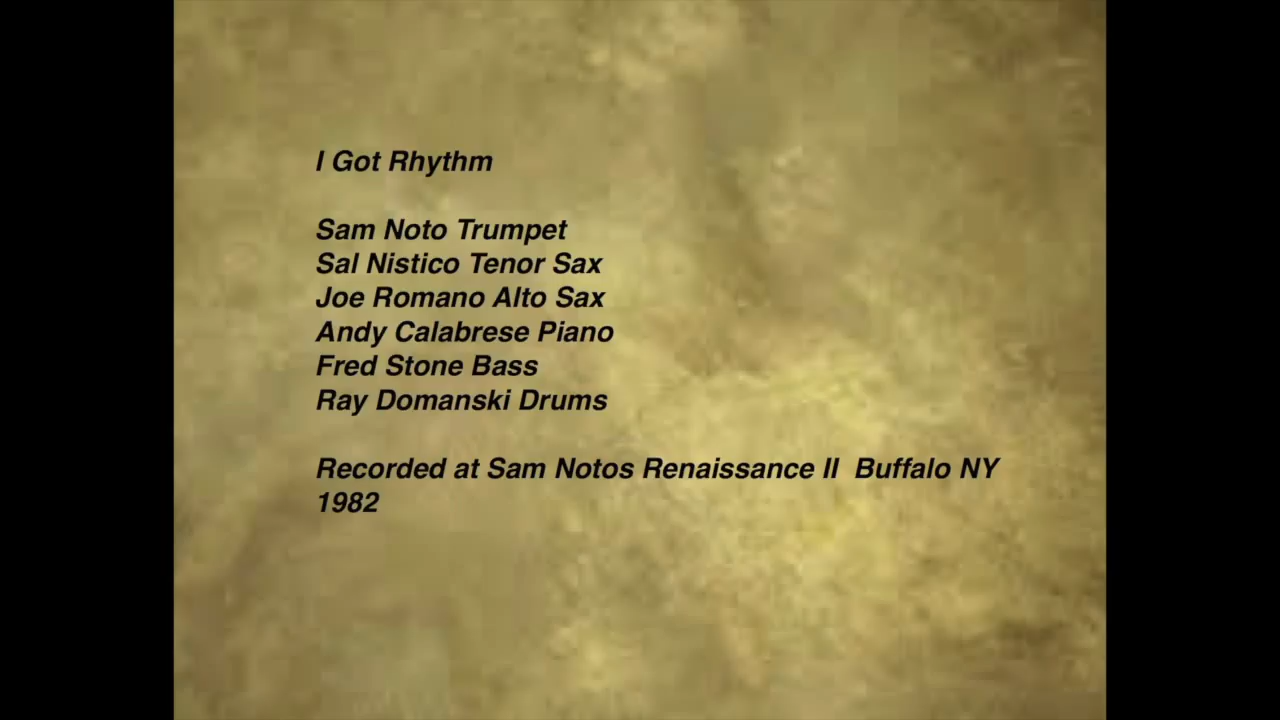 I Got Rhythm
Sam Noto Trumpet
Sal Nistico Tenor Sax
Joe Romano Alto Sax
Andy Calabrese Piano
Fred Stone Bass
Ray Domanski Drums
Recorded at Sam Notos Renaissance II  Buffalo NY
1982